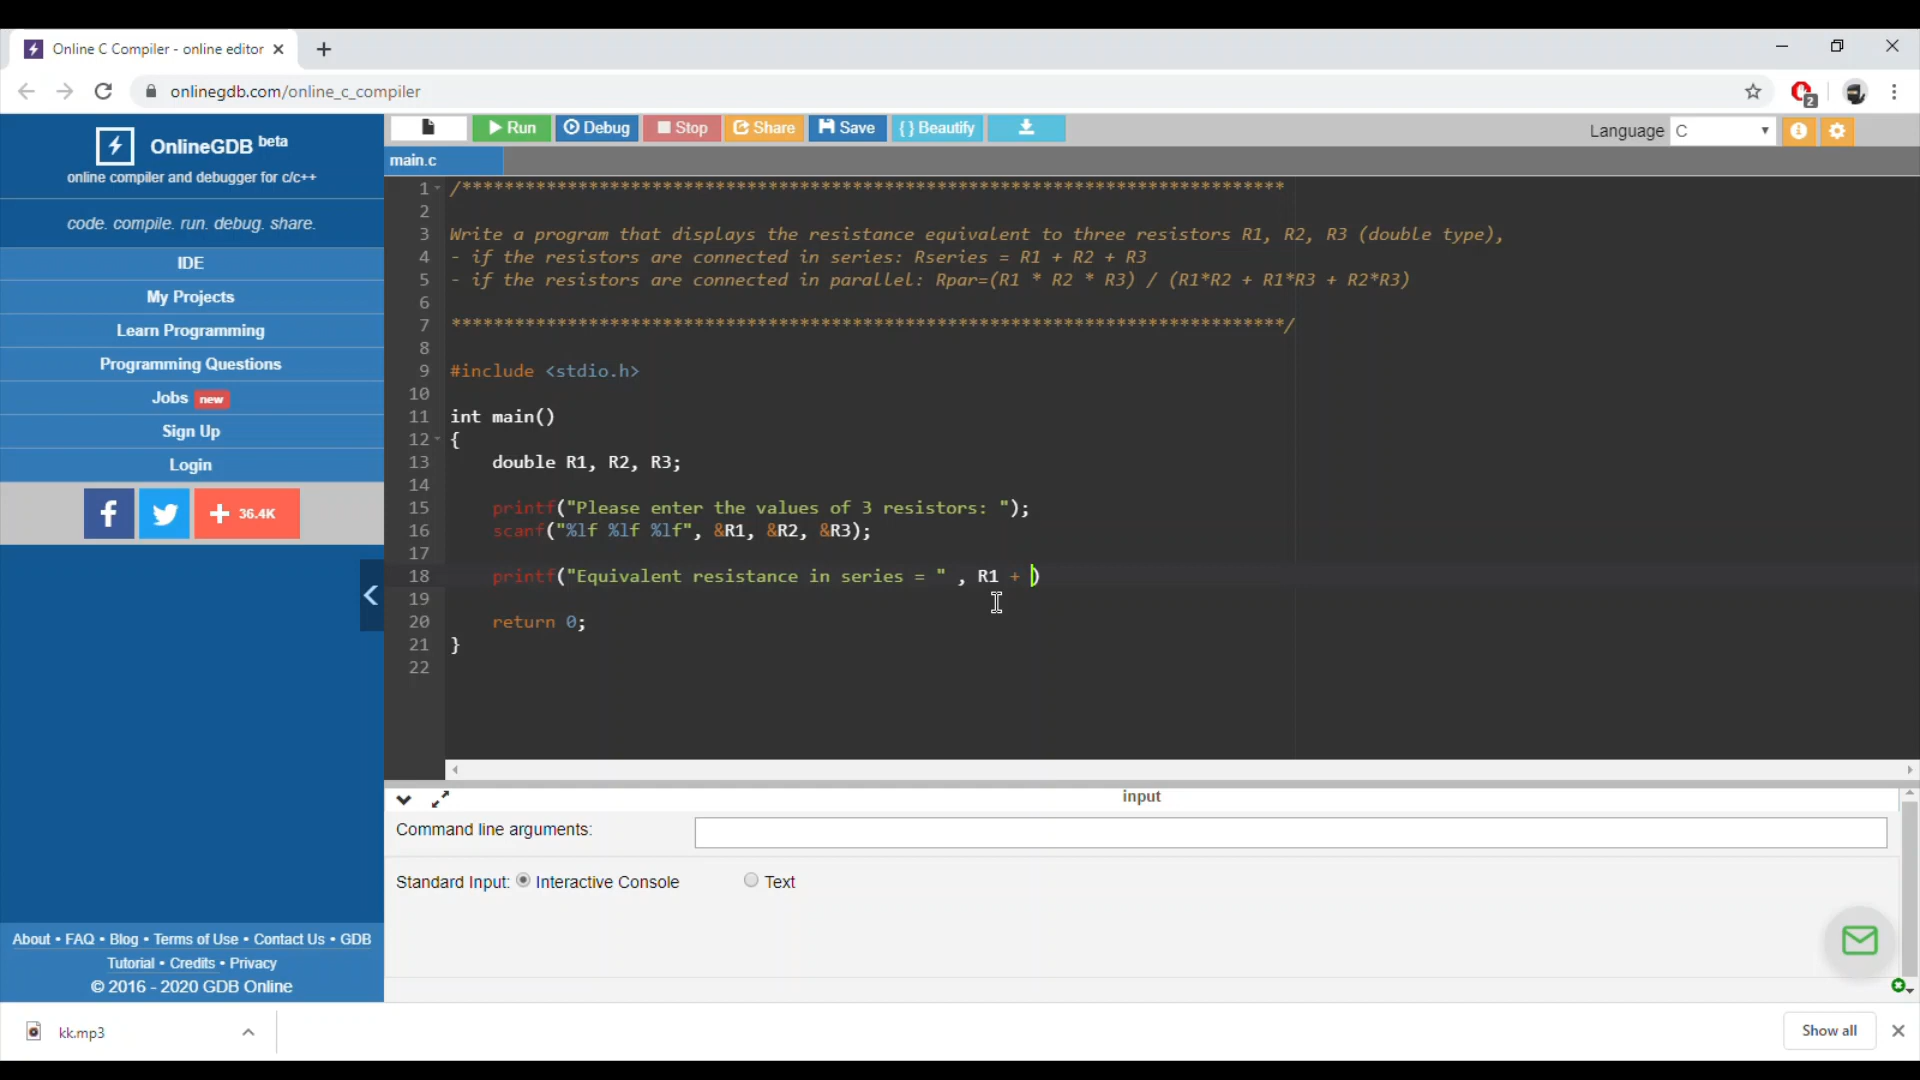 Online C Compiler - online editor
onlinegdb.com/online_c_compiler
2
OnlineGDB beta
online compiler and debugger for c/c++
code. compile. run. debug. share.
IDE
My Projects
Learn Programming
Programming Questions
Jobs new
Sign Up
Login
f + 36.4K
About • FAQ • Blog • Terms of Use • Contact Us • GDB
Tutorial • Credits • Privacy
© 2016 - 2020 GDB Online
Run Debug Stop Share Save {} Beautify
Language C
main.c
1 /*******************************************************************************
2
3 Write a program that displays the resistance equivalent to three resistors R1, R2, R3 (double type),
4 - if the resistors are connected in series: Rseries = R1 + R2 + R3
5 - if the resistors are connected in parallel: Rpar=(R1 * R2 * R3) / (R1*R2 + R1*R3 + R2*R3)
6
7 *******************************************************************************/
8
9 #include <stdio.h>
10
11 int main()
12 {
13 double R1, R2, R3;
14
15 printf("Please enter the values of 3 resistors: ");
16 scanf("%lf %lf %lf", &R1, &R2, &R3);
17
18 printf("Equivalent resistance in series = " , R1 + )
19
20 return 0;
21 }
22
input
Command line arguments:
Standard Input: Interactive Console Text
kk.mp3
Show all